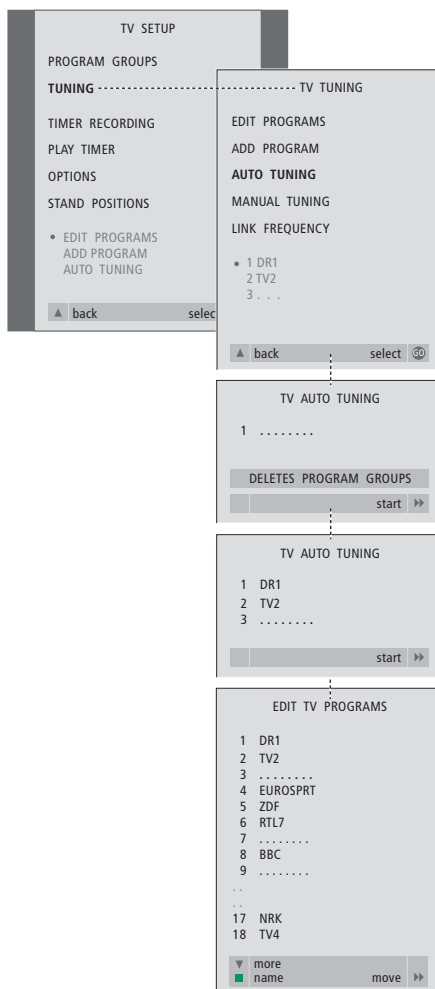 TV SETUP
PROGRAM GROUPS
TUNING
TIMER RECORDING
PLAY TIMER
OPTIONS
STAND POSITIONS
• EDIT PROGRAMS
ADD PROGRAM
AUTO TUNING
▲ back selec
TV TUNING
EDIT PROGRAMS
ADD PROGRAM
AUTO TUNING
MANUAL TUNING
LINK FREQUENCY
• 1 DR1
2 TV2
3 . . .
▲ back select GO
TV AUTO TUNING
1 ........
DELETES PROGRAM GROUPS
start
TV AUTO TUNING
1 DR1
2 TV2
3 ........
start
EDIT TV PROGRAMS
1 DR1
2 TV2
3 ........
4 EUROSPRT
5 ZDF
6 RTL7
7 ........
8 BBC
9 ........
. .
. .
17 NRK
18 TV4
▼ more
name move